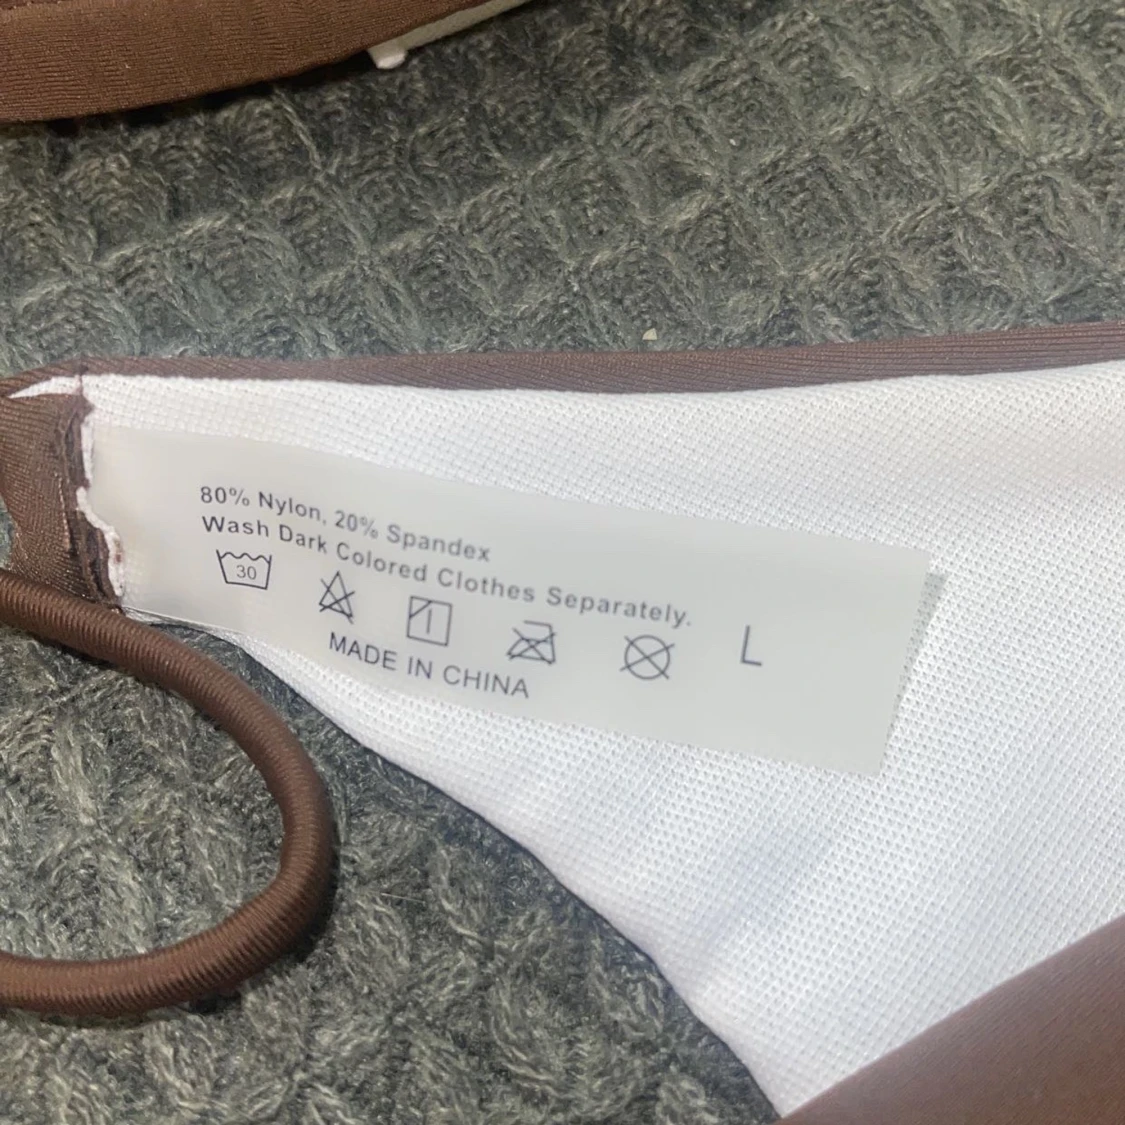 80% Nylon, 20% Spandex
Wash Dark Colored Clothes Separately.
30
L
MADE IN CHINA